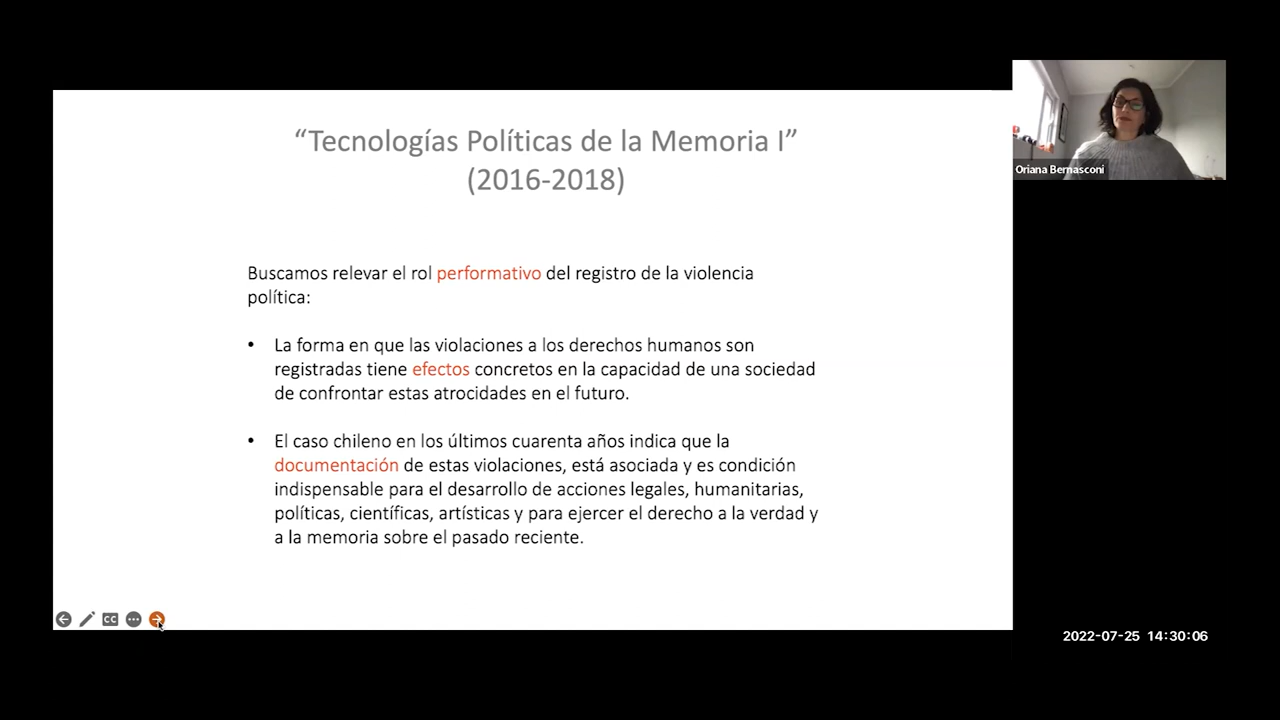 “Tecnologías Políticas de la Memoria I”
(2016-2018)
Buscamos relevar el rol performativo del registro de la violencia
política:
• La forma en que las violaciones a los derechos humanos son
registradas tiene efectos concretos en la capacidad de una sociedad
de confrontar estas atrocidades en el futuro.
• El caso chileno en los últimos cuarenta años indica que la
documentación de estas violaciones, está asociada y es condición
indispensable para el desarrollo de acciones legales, humanitarias,
políticas, científicas, artísticas y para ejercer el derecho a la verdad y
a la memoria sobre el pasado reciente.
CC
Oriana Bernasconi
2022-07-25 14:30:06